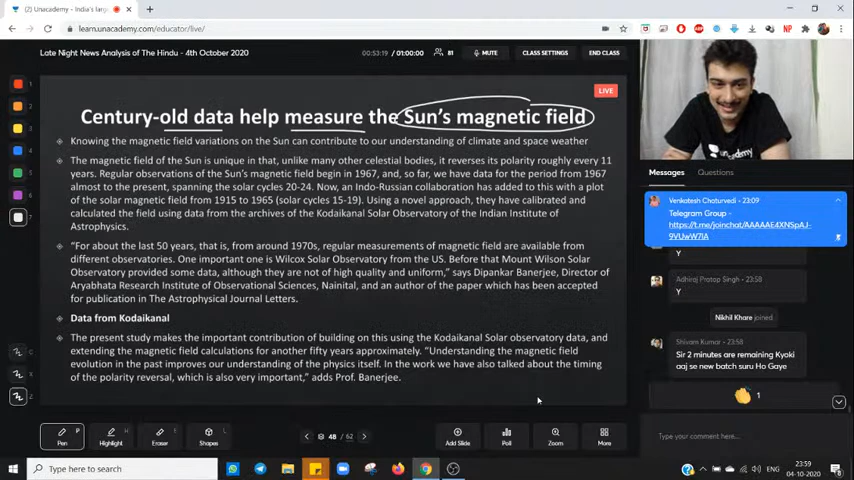 (2) Unacademy - India's larg
learn.unacademy.com/educator/live/
Late Night News Analysis of The Hindu - 4th October 2020
00:53:19 / 01:00:00
81
MUTE
CLASS SETTINGS
END CLASS
LIVE
1
2
3
4
5
6
7
Century-old data help measure the Sun's magnetic field
Knowing the magnetic field variations on the Sun can contribute to our understanding of climate and space weather
The magnetic field of the Sun is unique in that, unlike many other celestial bodies, it reverses its polarity roughly every 11
years. Regular observations of the Sun's magnetic field begin in 1967, and, so far, we have data for the period from 1967
almost to the present, spanning the solar cycles 20-24. Now, an Indo-Russian collaboration has added to this with a plot
of the solar magnetic field from 1915 to 1965 (solar cycles 15-19). Using a novel approach, they have calibrated and
calculated the field using data from the archives of the Kodaikanal Solar Observatory of the Indian Institute of
Astrophysics.
"For about the last 50 years, that is, from around 1970s, regular measurements of magnetic field are available from
different observatories. One important one is Wilcox Solar Observatory from the US. Before that Mount Wilson Solar
Observatory provided some data, although they are not of high quality and uniform," says Dipankar Banerjee, Director of
Aryabhata Research Institute of Observational Sciences, Nainital, and an author of the paper which has been accepted
for publication in The Astrophysical Journal Letters.
Data from Kodaikanal
The present study makes the important contribution of building on this using the Kodaikanal Solar observatory data, and
extending the magnetic field calculations for another fifty years approximately. "Understanding the magnetic field
evolution in the past improves our understanding of the physics itself. In the work we have also talked about the timing
of the polarity reversal, which is also very important," adds Prof. Banerjee.
Pen
Highlight
Eraser
Shapes
48 / 62
Add Slide
Poll
Zoom
More
unacademy
Messages
Questions
Venkatesh Chaturvedi 23:09
Telegram Group -
https://t.me/joinchat/AAAAAE4XNSpAJ-
9VUwW7IA
Y
Adhiraj Pratap Singh 23:58
Y
Nikhil Khare joined
Shivam Kumar 23:58
Sir 2 minutes are remaining Kyoki
aaj se new batch suru Ho Gaye
1
Type your comment here...
Type here to search
ENG
23:59
04-10-2020